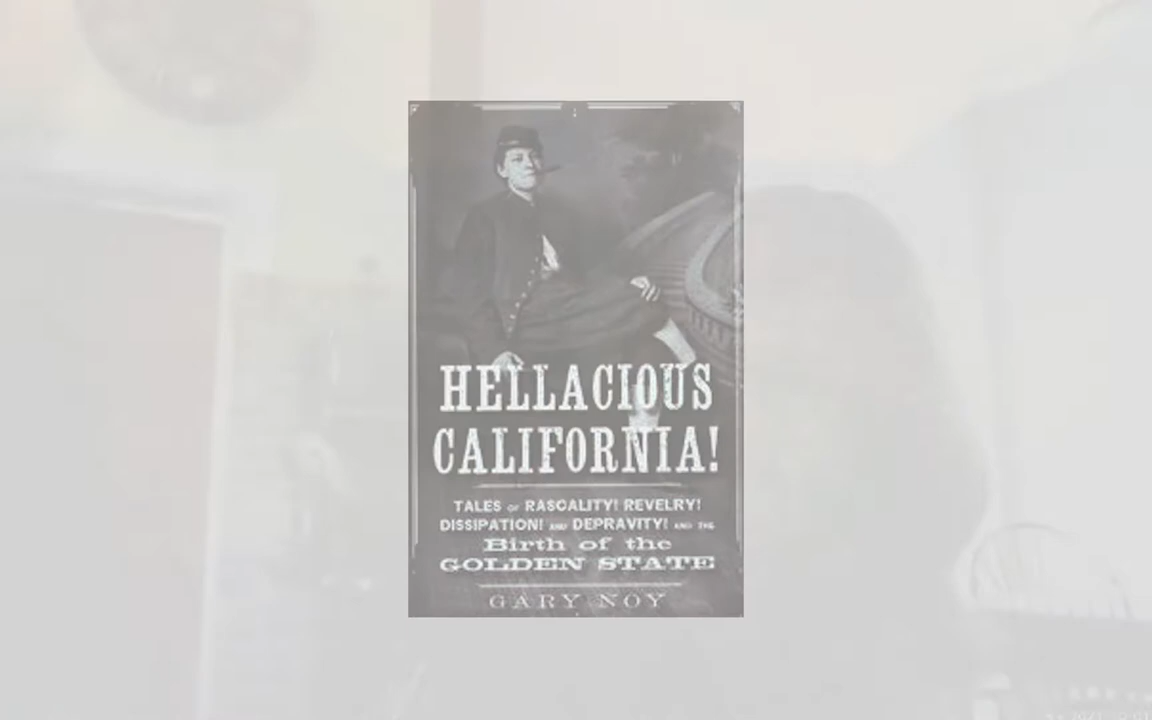 HELLACIOUS
CALIFORNIA!
TALES OF RASCALITY! REVELRY!
DISSIPATION! AND DEPRAVITY! AND THE
Birth of the
GOLDEN STATE
GARY NOY